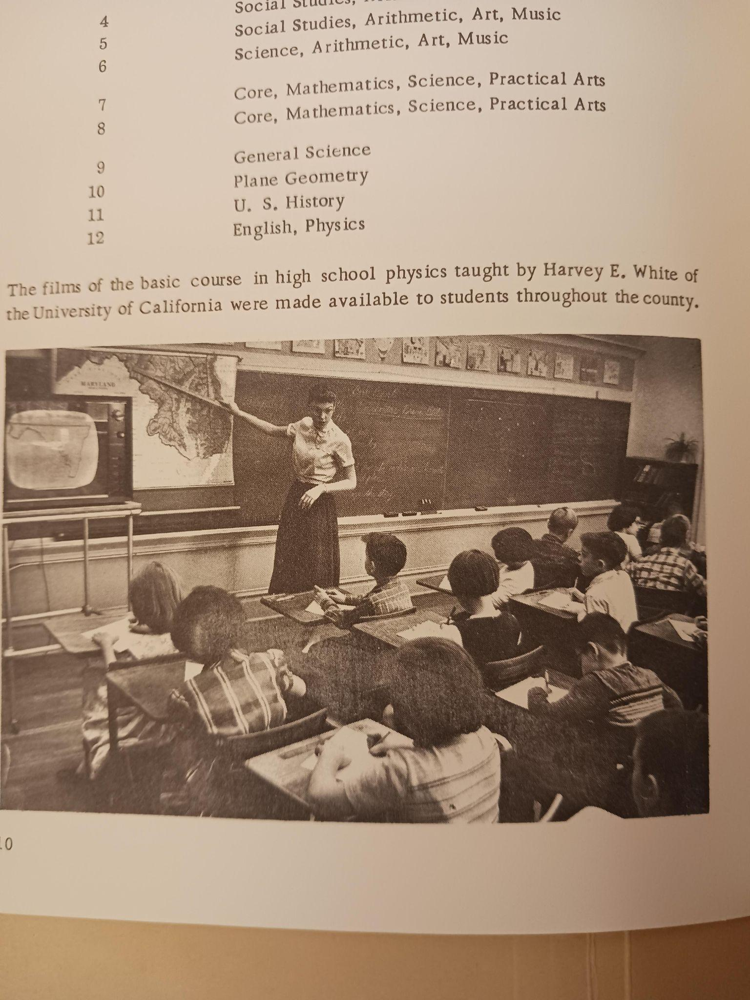 Social Studies,
4 Social Studies, Arithmetic, Art, Music
5 Science, Arithmetic, Art, Music
6
7 Core, Mathematics, Science, Practical Arts
8 Core, Mathematics, Science, Practical Arts
9 General Science
10 Plane Geometry
11 U. S. History
12 English, Physics
The films of the basic course in high school physics taught by Harvey E. White of
the University of California were made available to students throughout the county.
MARYLAND
10